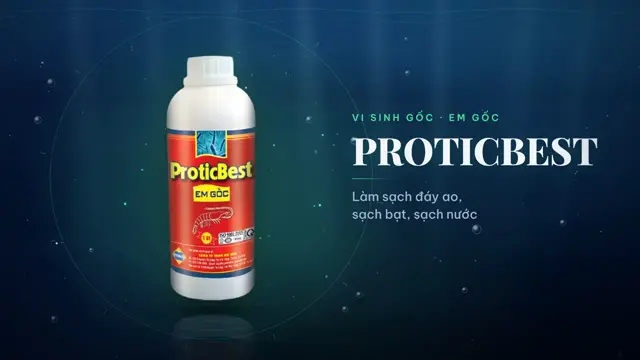 VI SINH GỐC - EM GỐC
PROTICBEST
Làm sạch đáy ao,
sạch bạt, sạch nước
ProticBest
EM GỐC